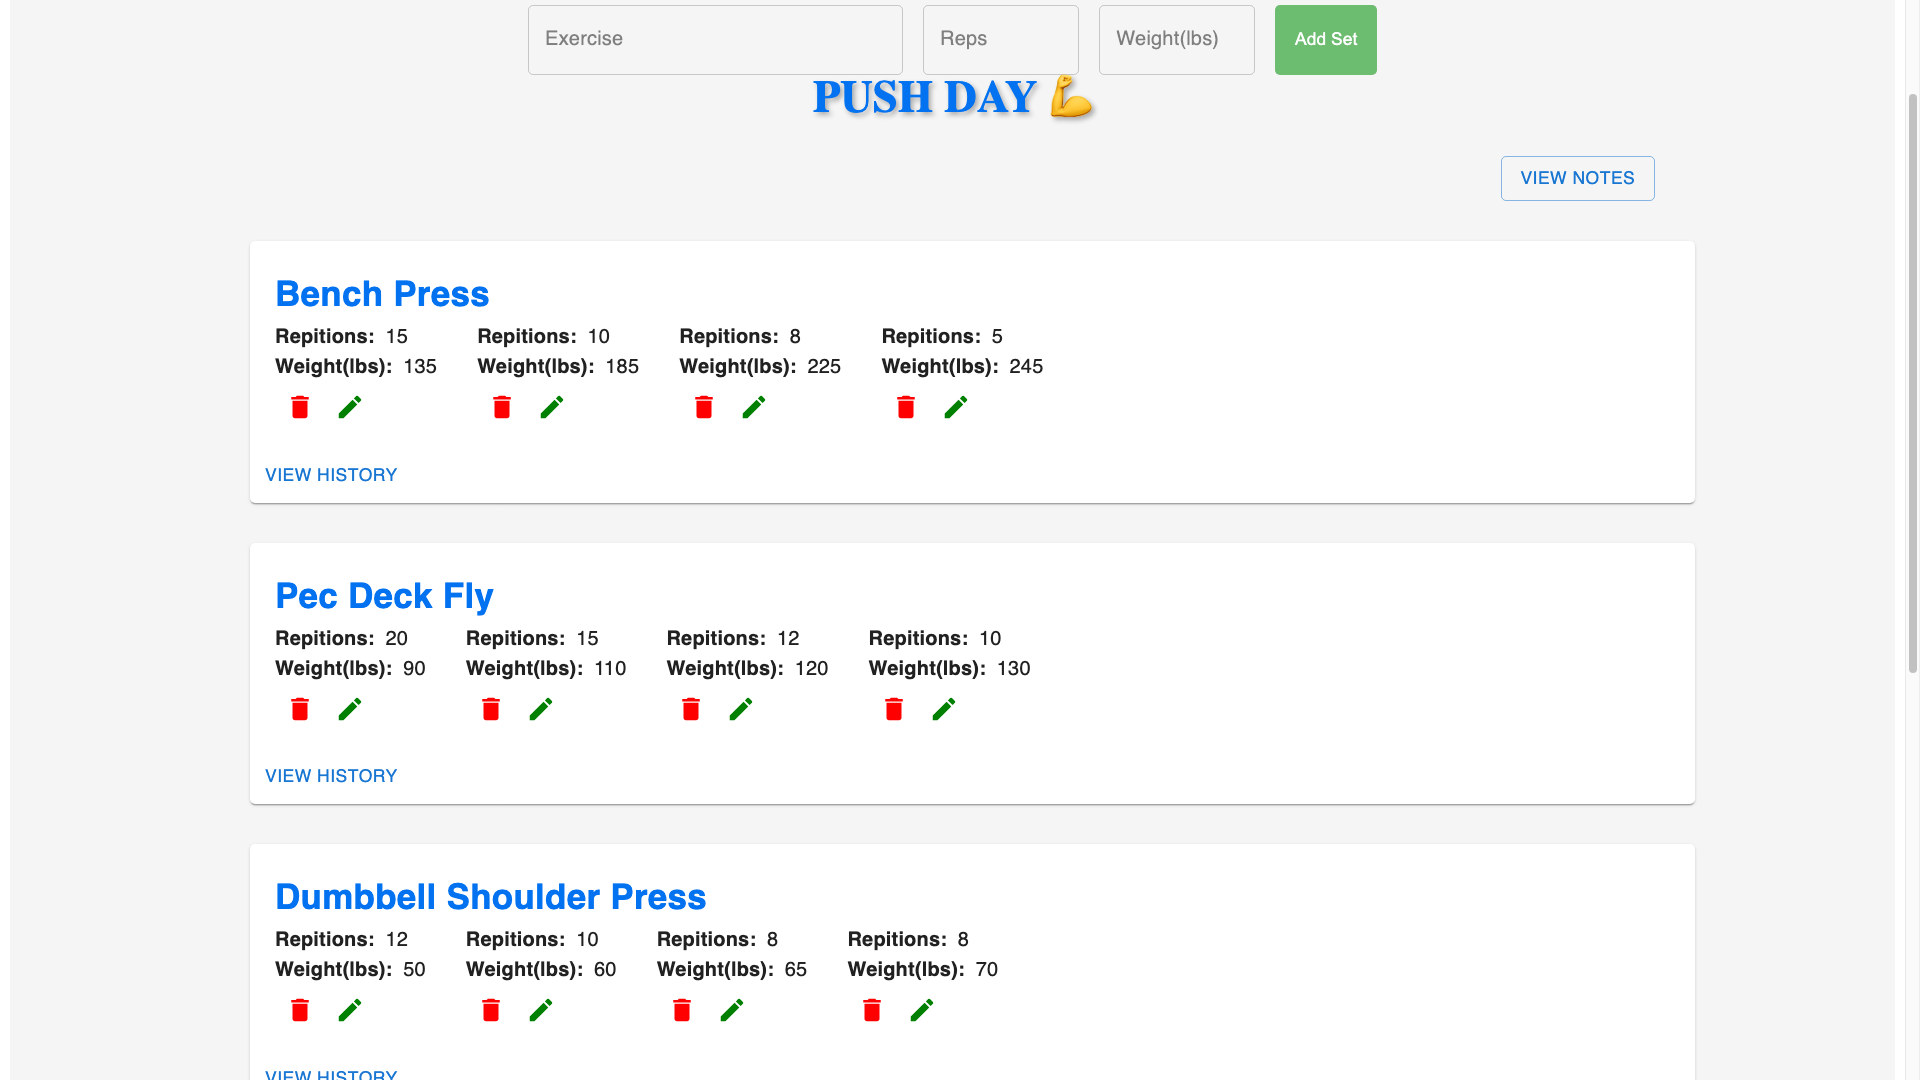 Exercise Reps Weight(lbs) Add Set
PUSH DAY 💪
VIEW NOTES
Bench Press
Repitions: 15 Repitions: 10 Repitions: 8 Repitions: 5
Weight(lbs): 135 Weight(lbs): 185 Weight(lbs): 225 Weight(lbs): 245
VIEW HISTORY
Pec Deck Fly
Repitions: 20 Repitions: 15 Repitions: 12 Repitions: 10
Weight(lbs): 90 Weight(lbs): 110 Weight(lbs): 120 Weight(lbs): 130
VIEW HISTORY
Dumbbell Shoulder Press
Repitions: 12 Repitions: 10 Repitions: 8 Repitions: 8
Weight(lbs): 50 Weight(lbs): 60 Weight(lbs): 65 Weight(lbs): 70
VIEW HISTORY